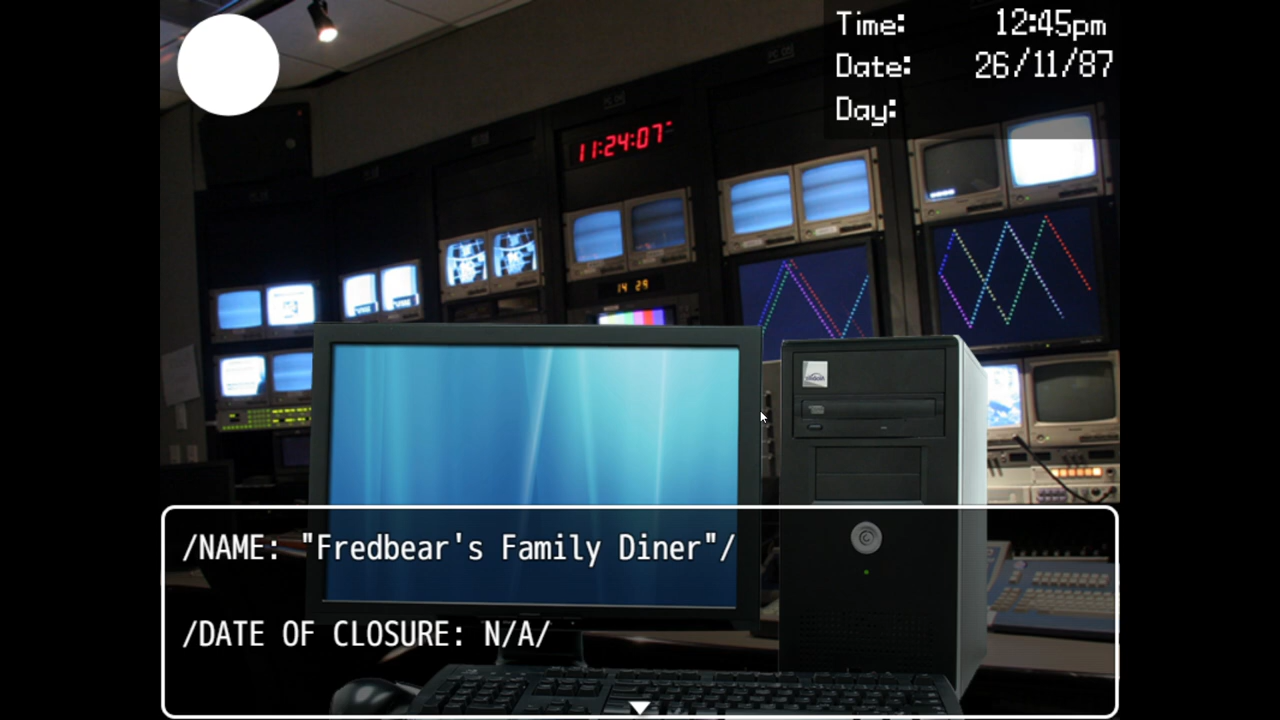 Time: 12:45pm
Date: 26/11/87
Day:
11:24:07
14 29
/NAME: "Fredbear's Family Diner"/
/DATE OF CLOSURE: N/A/